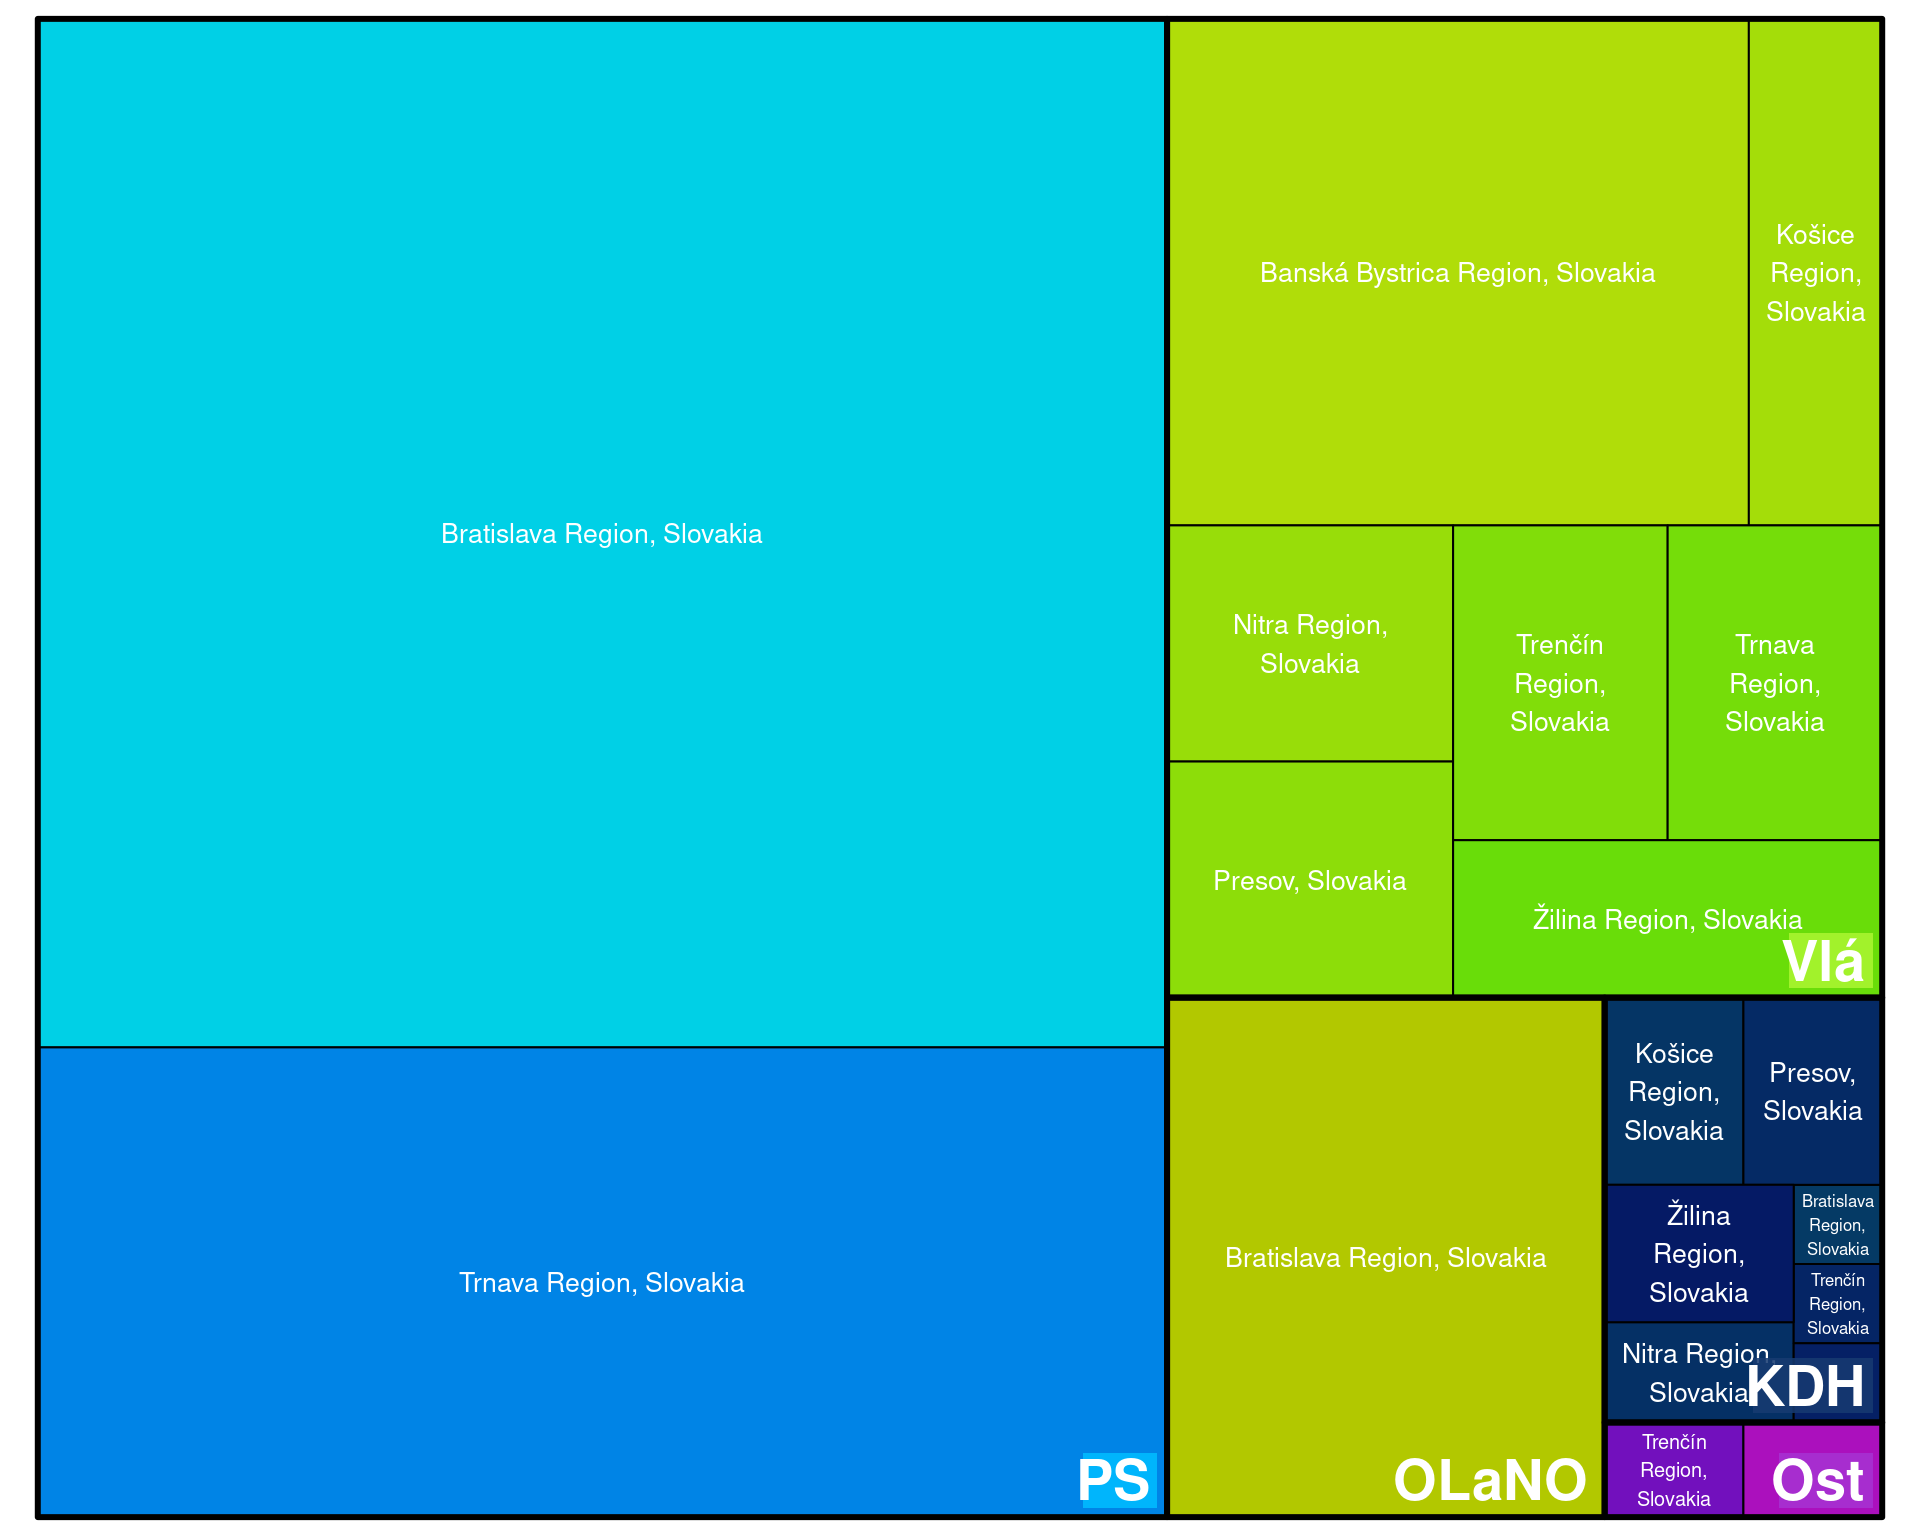 Bratislava Region, Slovakia
Trnava Region, Slovakia
PS
Banská Bystrica Region, Slovakia
Košice
Region,
Slovakia
Nitra Region,
Slovakia
Presov, Slovakia
Trenčín
Region,
Slovakia
Trnava
Region,
Slovakia
Žilina Region, Slovakia
Vlá
Bratislava Region, Slovakia
OLaNO
Košice
Region,
Slovakia
Presov,
Slovakia
Žilina
Region,
Slovakia
Bratislava
Region,
Slovakia
Trenčín
Region,
Slovakia
Nitra Region,
Slovakia
KDH
Trenčín
Region,
Slovakia
Ost